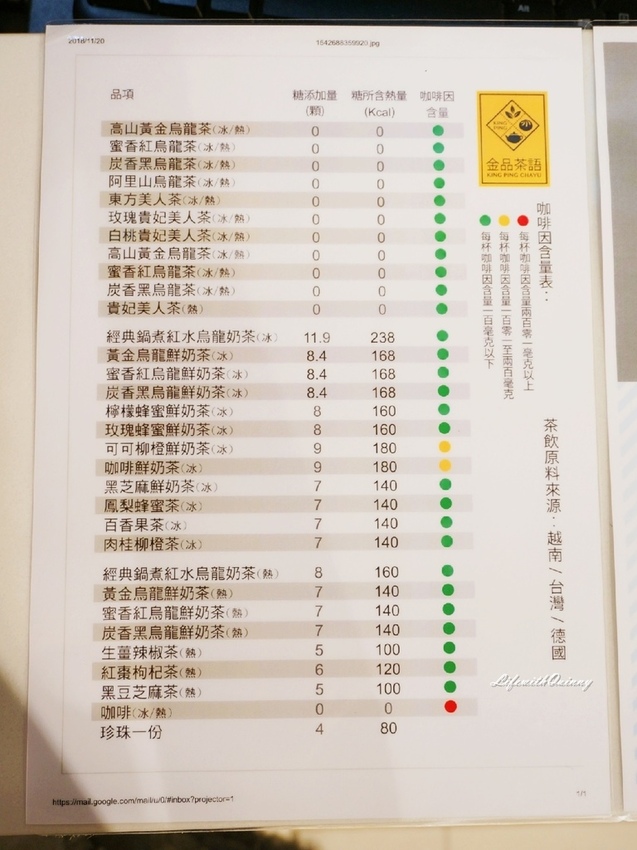 2018/11/20
1542688359920.jpg
品項 糖添加量(顆) 糖所含熱量(Kcal) 咖啡因含量
高山黃金烏龍茶(冰/熱) 0 0
蜜香紅烏龍茶(冰/熱) 0 0
炭香黑烏龍茶(冰/熱) 0 0
阿里山烏龍茶(冰/熱) 0 0
東方美人茶(冰/熱) 0 0
玫瑰貴妃美人茶(冰/熱) 0 0
白桃貴妃美人茶(冰/熱) 0 0
高山黃金烏龍茶(冰/熱) 0 0
蜜香紅烏龍茶(冰/熱) 0 0
炭香黑烏龍茶(冰/熱) 0 0
貴妃美人茶(熱) 0 0
經典鍋煮紅水烏龍奶茶(冰) 11.9 238
黃金烏龍鮮奶茶(冰) 8.4 168
蜜香紅烏龍鮮奶茶(冰) 8.4 168
炭香黑烏龍鮮奶茶(冰) 8.4 168
檸檬蜂蜜鮮奶茶(冰) 8 160
玫瑰蜂蜜鮮奶茶(冰) 8 160
可可柳橙鮮奶茶(冰) 9 180
咖啡鮮奶茶(冰) 9 180
黑芝麻鮮奶茶(冰) 7 140
鳳梨蜂蜜茶(冰) 7 140
百香果茶(冰) 7 140
肉桂柳橙茶(冰) 7 140
經典鍋煮紅水烏龍奶茶(熱) 8 160
黃金烏龍鮮奶茶(熱) 7 140
蜜香紅烏龍鮮奶茶(熱) 7 140
炭香黑烏龍鮮奶茶(熱) 7 140
生薑辣椒茶(熱) 5 100
紅棗枸杞茶(熱) 6 120
黑豆芝麻茶(熱) 5 100
咖啡(冰/熱) 0 0
珍珠一份 4 80
金品茶語
KING PING CHAYU
咖啡因含量表：
每杯咖啡因含量兩百零一毫克以上
每杯咖啡因含量一百零一至兩百毫克
每杯咖啡因含量一百毫克以下
茶飲原料來源：越南/台灣/德國
LifewithQuinny
https://mail.google.com/mail/u/0/#inbox?projector=1
1/1